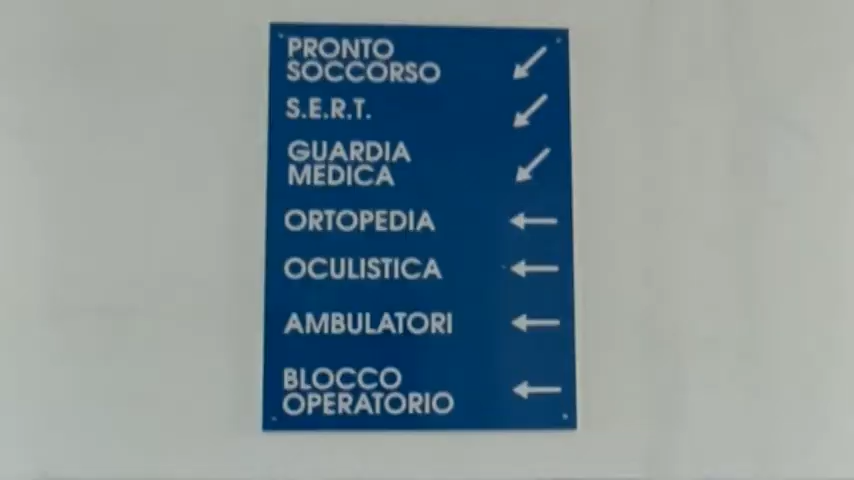 PRONTO
SOCCORSO
S.E.R.T.
GUARDIA
MEDICA
ORTOPEDIA
OCULISTICA
AMBULATORI
BLOCCO
OPERATORIO